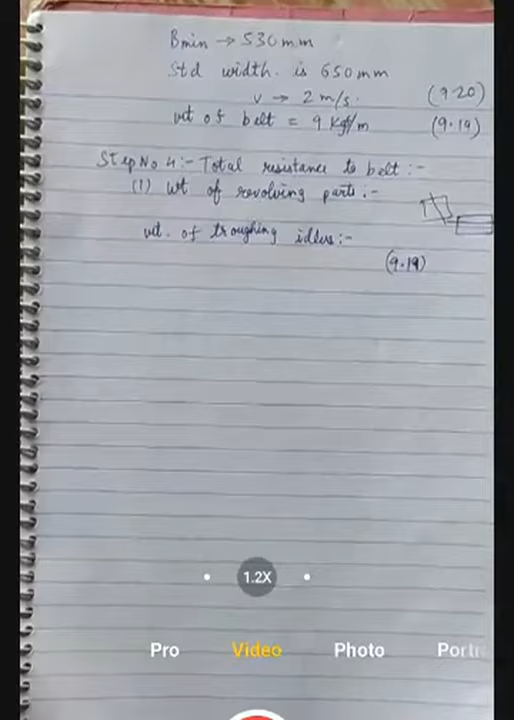 Bmin → 530 mm
Std width. is 650 mm
v → 2 m/s. (9.20)
wt of belt = 9 Kgf/m (9.19)
Step No 4:- Total resistance to belt:-
(1) wt of revolving parts:-
wt. of troughing idlers:-
(9.19)
1.2X
Pro Video Photo Portr